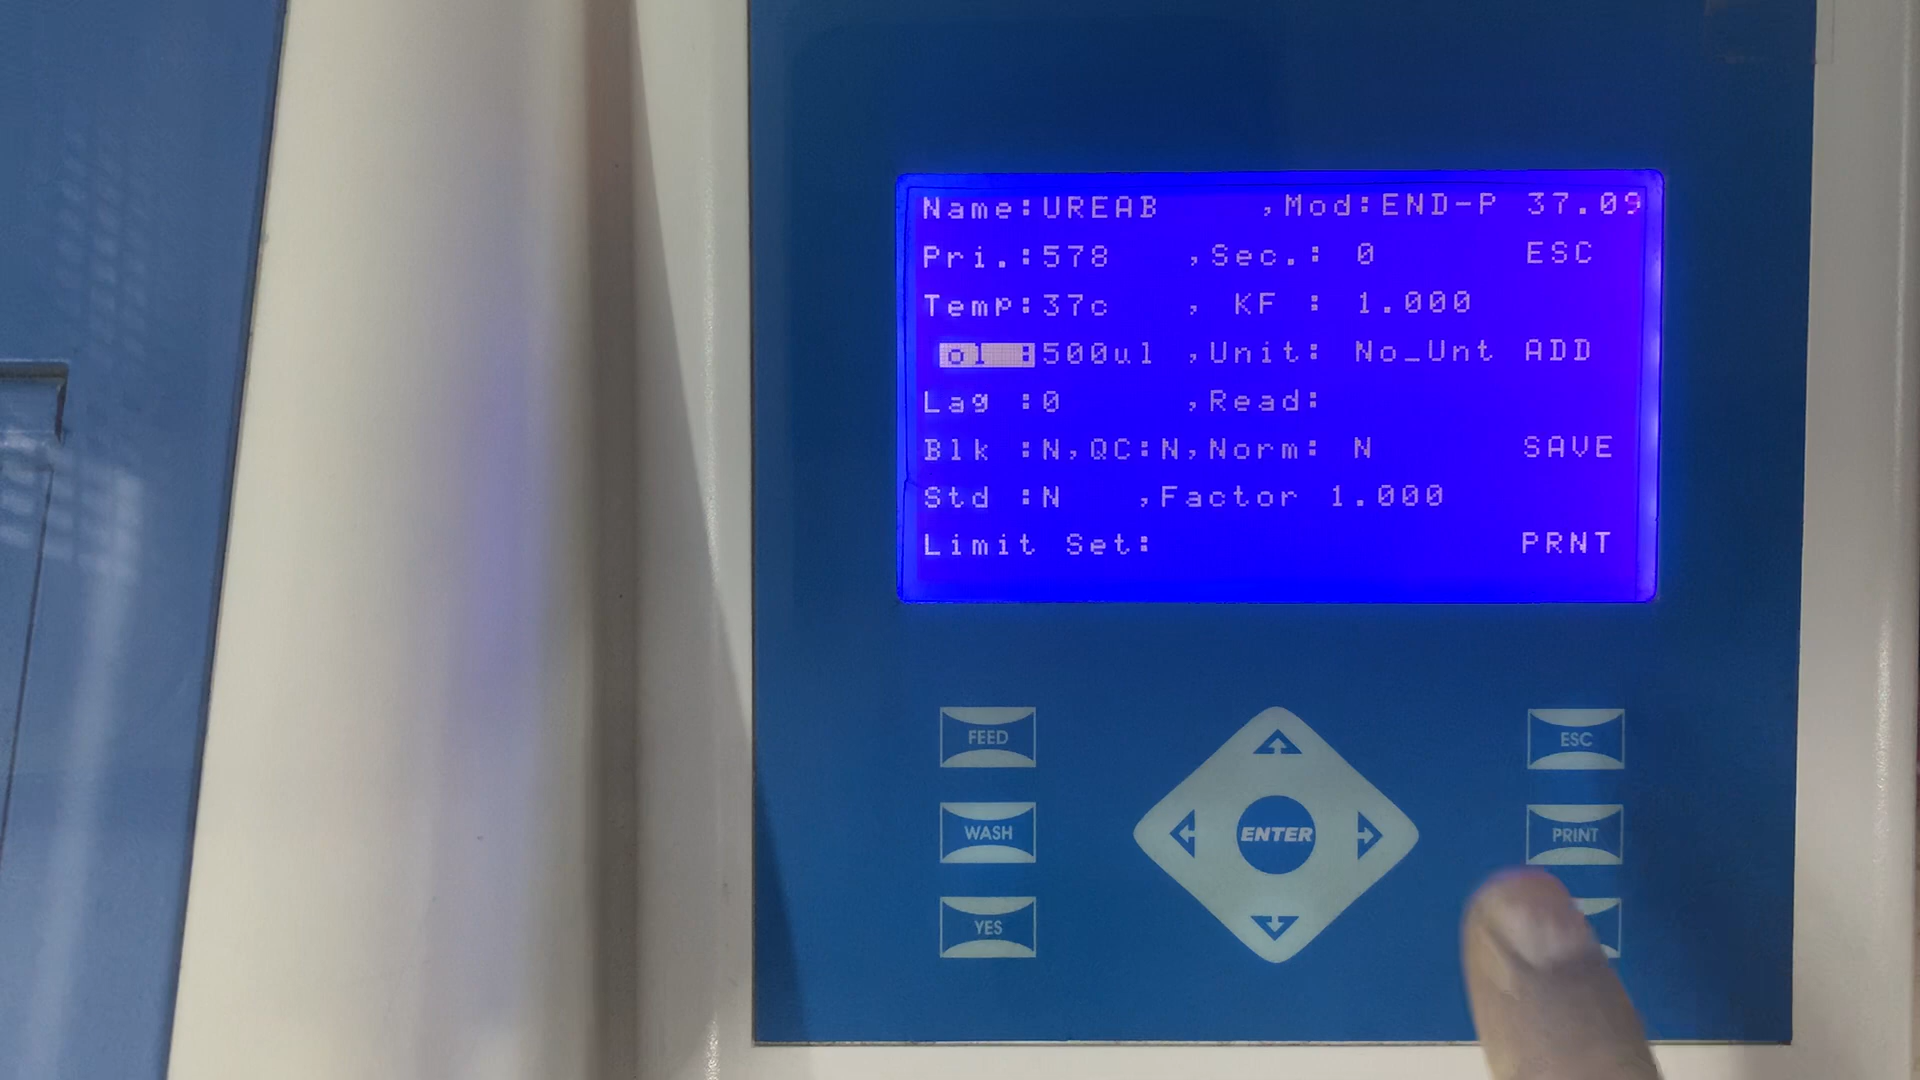 Name:UREAB ,Mod:END-P 37.09
Pri.:578 ,Sec.: 0 ESC
Temp:37c , KF : 1.000
ol :500ul ,Unit: No_Unt ADD
Lag :0 ,Read:
Blk :N,QC:N,Norm: N SAVE
Std :N ,Factor 1.000
Limit Set: PRNT
FEED ESC
WASH ENTER PRINT
YES